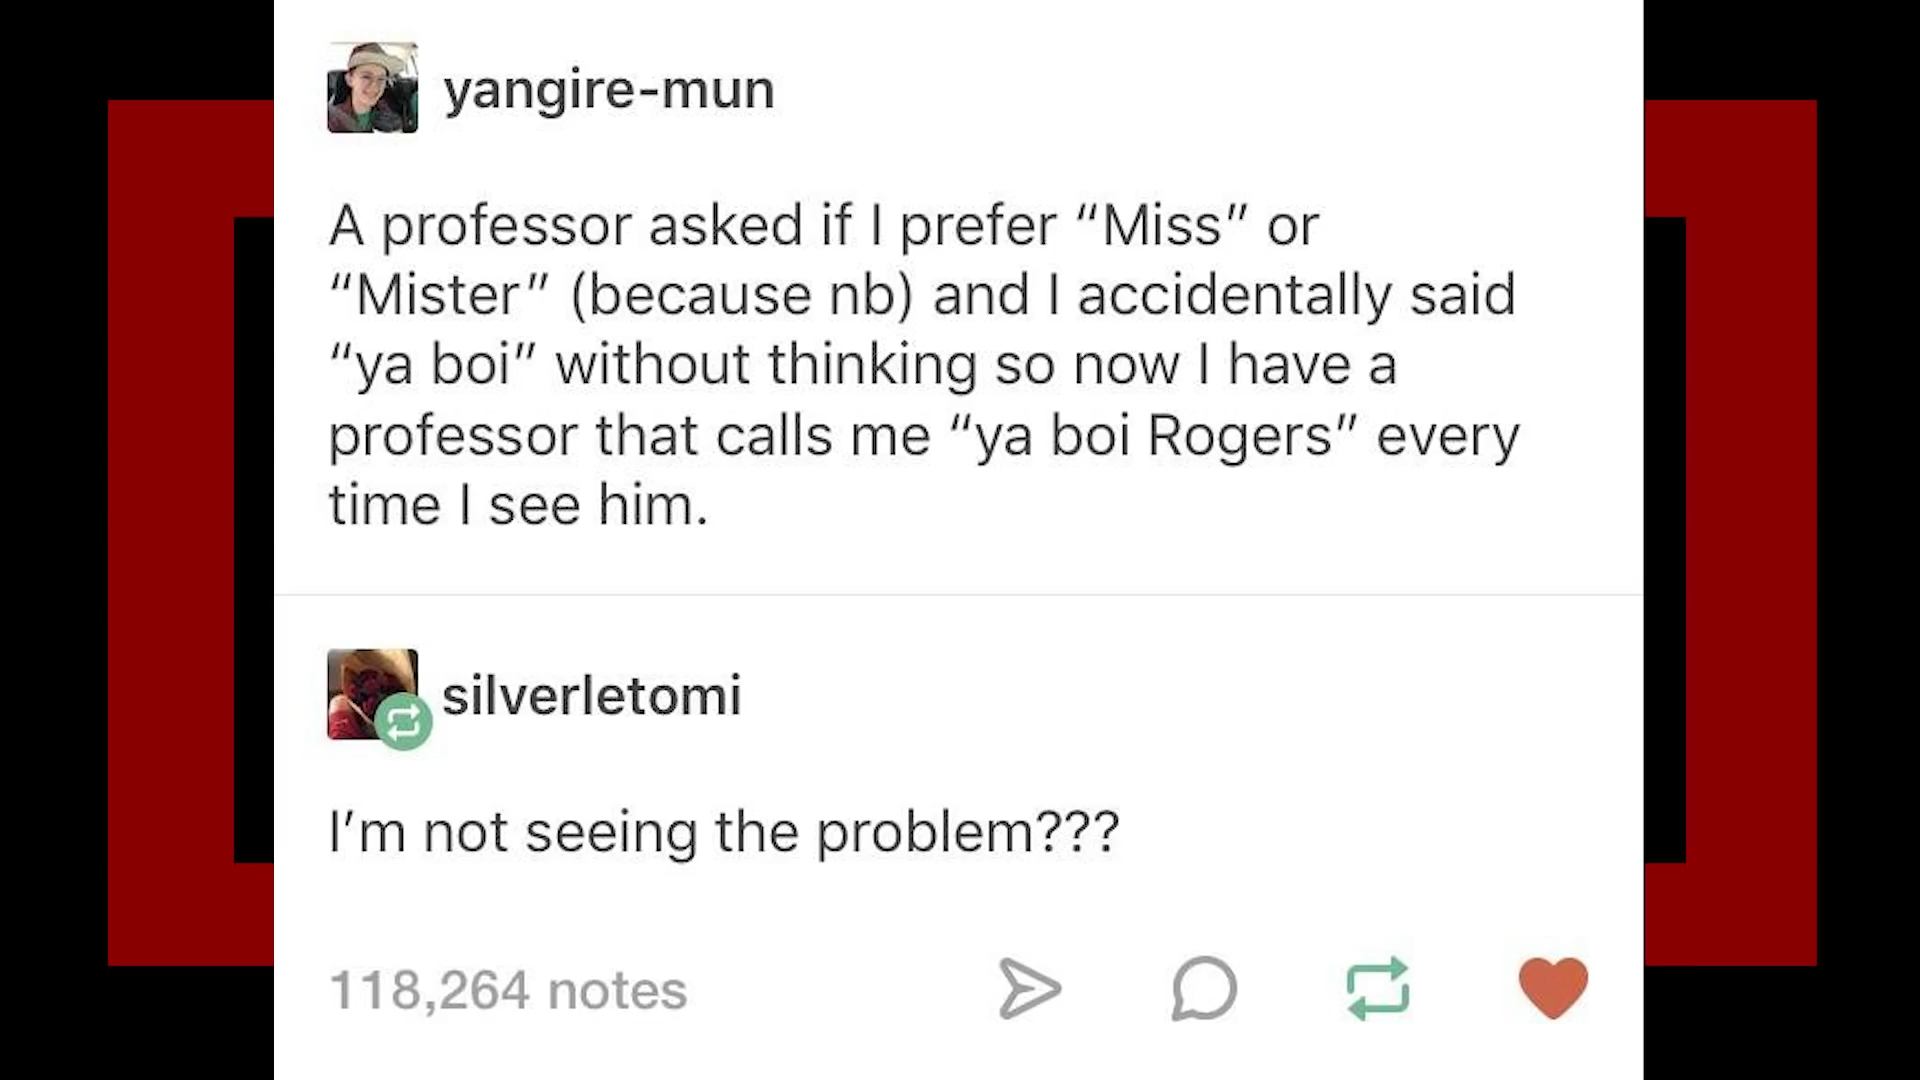 yangire-mun
A professor asked if I prefer “Miss” or
“Mister” (because nb) and I accidentally said
“ya boi” without thinking so now I have a
professor that calls me “ya boi Rogers” every
time I see him.
silverletomi
I’m not seeing the problem???
118,264 notes